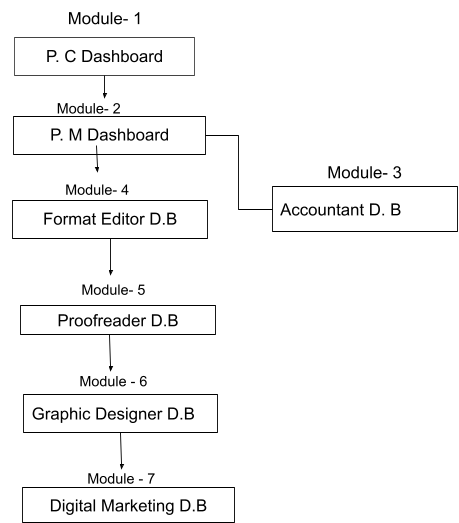 Module- 1
P. C Dashboard
Module- 2
P. M Dashboard
Module- 3
Accountant D. B
Module- 4
Format Editor D.B
Module- 5
Proofreader D.B
Module - 6
Graphic Designer D.B
Module - 7
Digital Marketing D.B